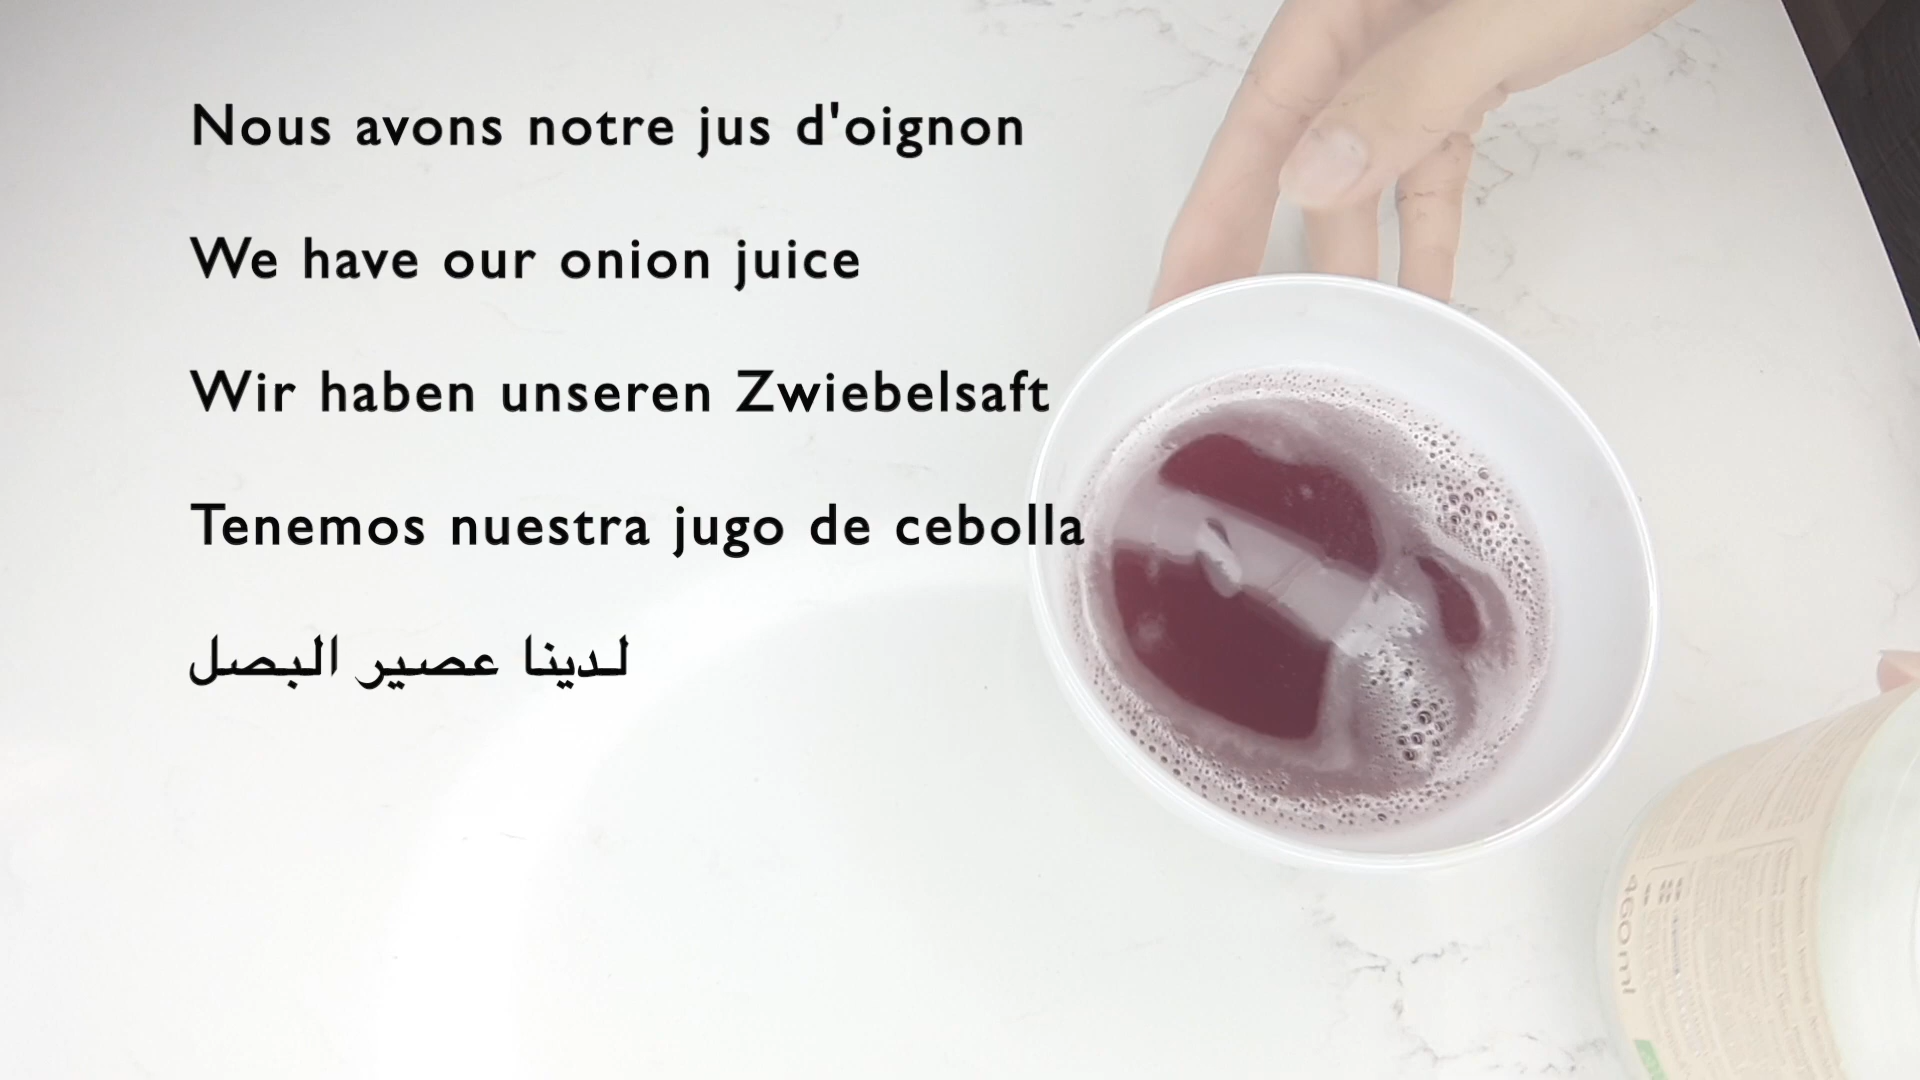 Nous avons notre jus d'oignon
We have our onion juice
Wir haben unseren Zwiebelsaft
Tenemos nuestra jugo de cebolla
لدينا عصير البصل
460ml